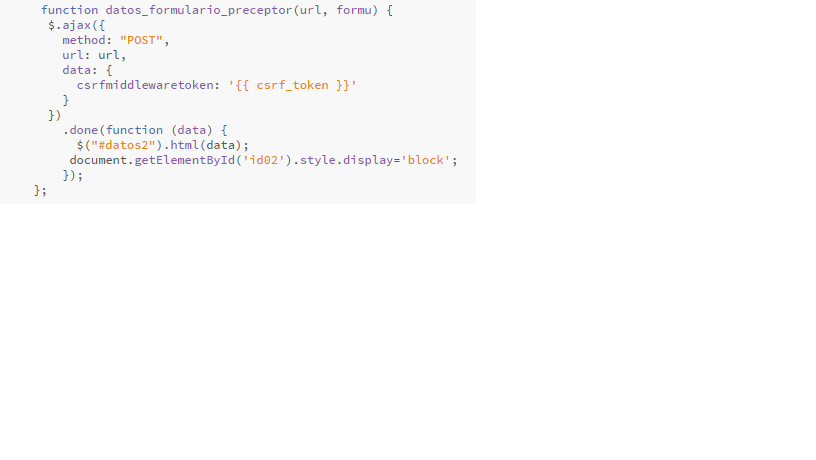 function datos_formulario_preceptor(url, formu) {
$.ajax({
method: "POST",
url: url,
data: {
csrfmiddlewaretoken: '{{ csrf_token }}'
}
})
.done(function (data) {
$("#datos2").html(data);
document.getElementById('id02').style.display='block';
});
};